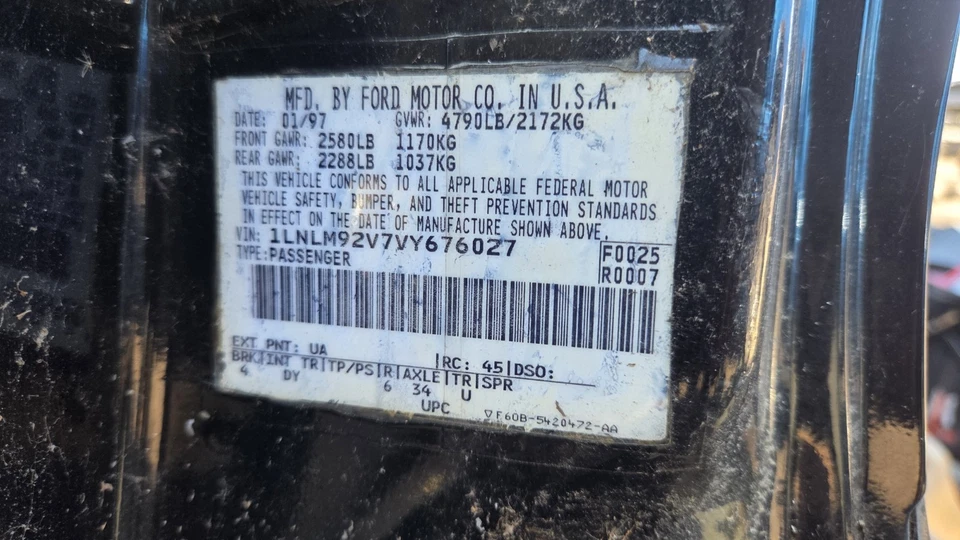 MFD. BY FORD MOTOR CO. IN U.S.A.
DATE: 01/97 GVWR: 4790LB/2172KG
FRONT GAWR: 2580LB 1170KG
REAR GAWR: 2288LB 1037KG
THIS VEHICLE CONFORMS TO ALL APPLICABLE FEDERAL MOTOR
VEHICLE SAFETY, BUMPER, AND THEFT PREVENTION STANDARDS
IN EFFECT ON THE DATE OF MANUFACTURE SHOWN ABOVE.
VIN: 1LNLM92V7VY676027
F0025
TYPE: PASSENGER
R0007
EXT PNT: UA
RC: 45 DSO:
BRK INT TR TP/PS R AXLE TR SPR
4 DY 6 34 U
UPC
▽ F60B-5420472-AA